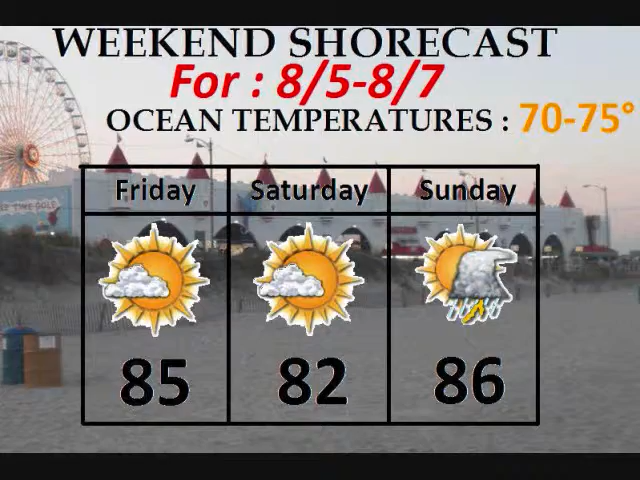 WEEKEND SHORECAST
For : 8/5-8/7
OCEAN TEMPERATURES : 70-75°
Friday Saturday Sunday
85 82 86